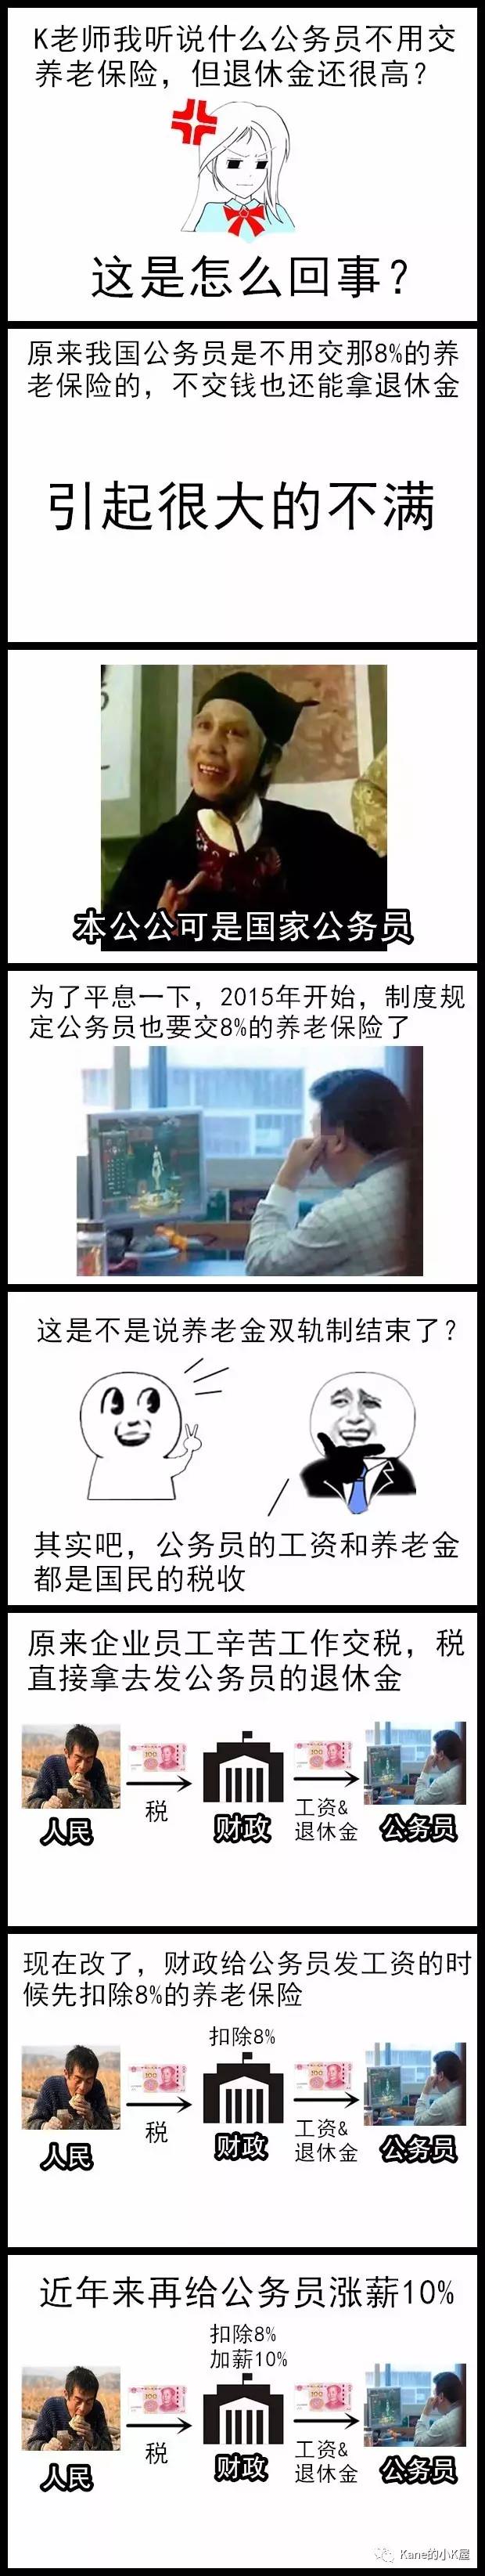 K老师我听说什么公务员不用交
养老保险，但退休金还很高？
这是怎么回事？
原来我国公务员是不用交那8%的养
老保险的，不交钱也还能拿退休金
引起很大的不满
本公公可是国家公务员
为了平息一下，2015年开始，制度规
定公务员也要交8%的养老保险了
这是不是说养老金双轨制结束了？
其实吧，公务员的工资和养老金
都是国民的税收
原来企业员工辛苦工作交税，税
直接拿去发公务员的退休金
人民
税
财政
工资&
退休金
公务员
现在改了，财政给公务员发工资的时
候先扣除8%的养老保险
扣除8%
人民
税
财政
工资&
退休金
公务员
近年来再给公务员涨薪10%
扣除8%
加薪10%
人民
税
财政
工资&
退休金
公务员
Kane的小K屋